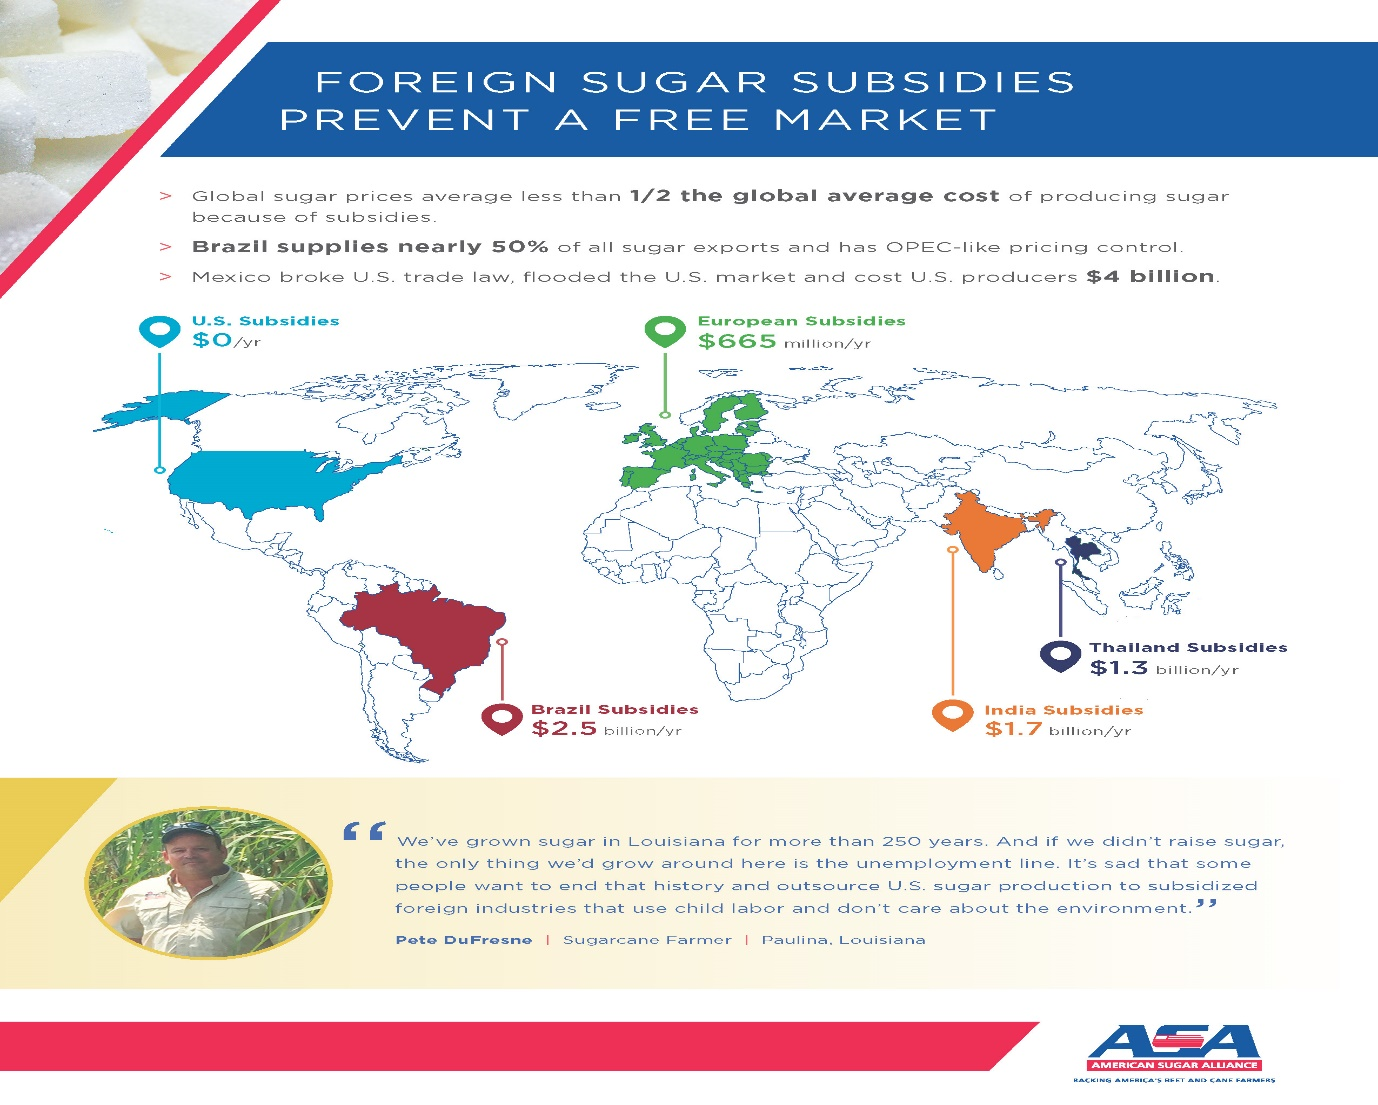 FOREIGN SUGAR SUBSIDIES
PREVENT A FREE MARKET
> Global sugar prices average less than 1/2 the global average cost of producing sugar
because of subsidies.
> Brazil supplies nearly 50% of all sugar exports and has OPEC-like pricing control.
> Mexico broke U.S. trade law, flooded the U.S. market and cost U.S. producers $4 billion.
U.S. Subsidies
$0/yr
European Subsidies
$665 million/yr
Thailand Subsidies
$1.3 billion/yr
Brazil Subsidies
$2.5 billion/yr
India Subsidies
$1.7 billion/yr
“We’ve grown sugar in Louisiana for more than 250 years. And if we didn’t raise sugar,
the only thing we’d grow around here is the unemployment line. It’s sad that some
people want to end that history and outsource U.S. sugar production to subsidized
foreign industries that use child labor and don’t care about the environment.”
Pete DuFresne | Sugarcane Farmer | Paulina, Louisiana
ASA
AMERICAN SUGAR ALLIANCE
BACKING AMERICA'S BEET AND CANE FARMERS